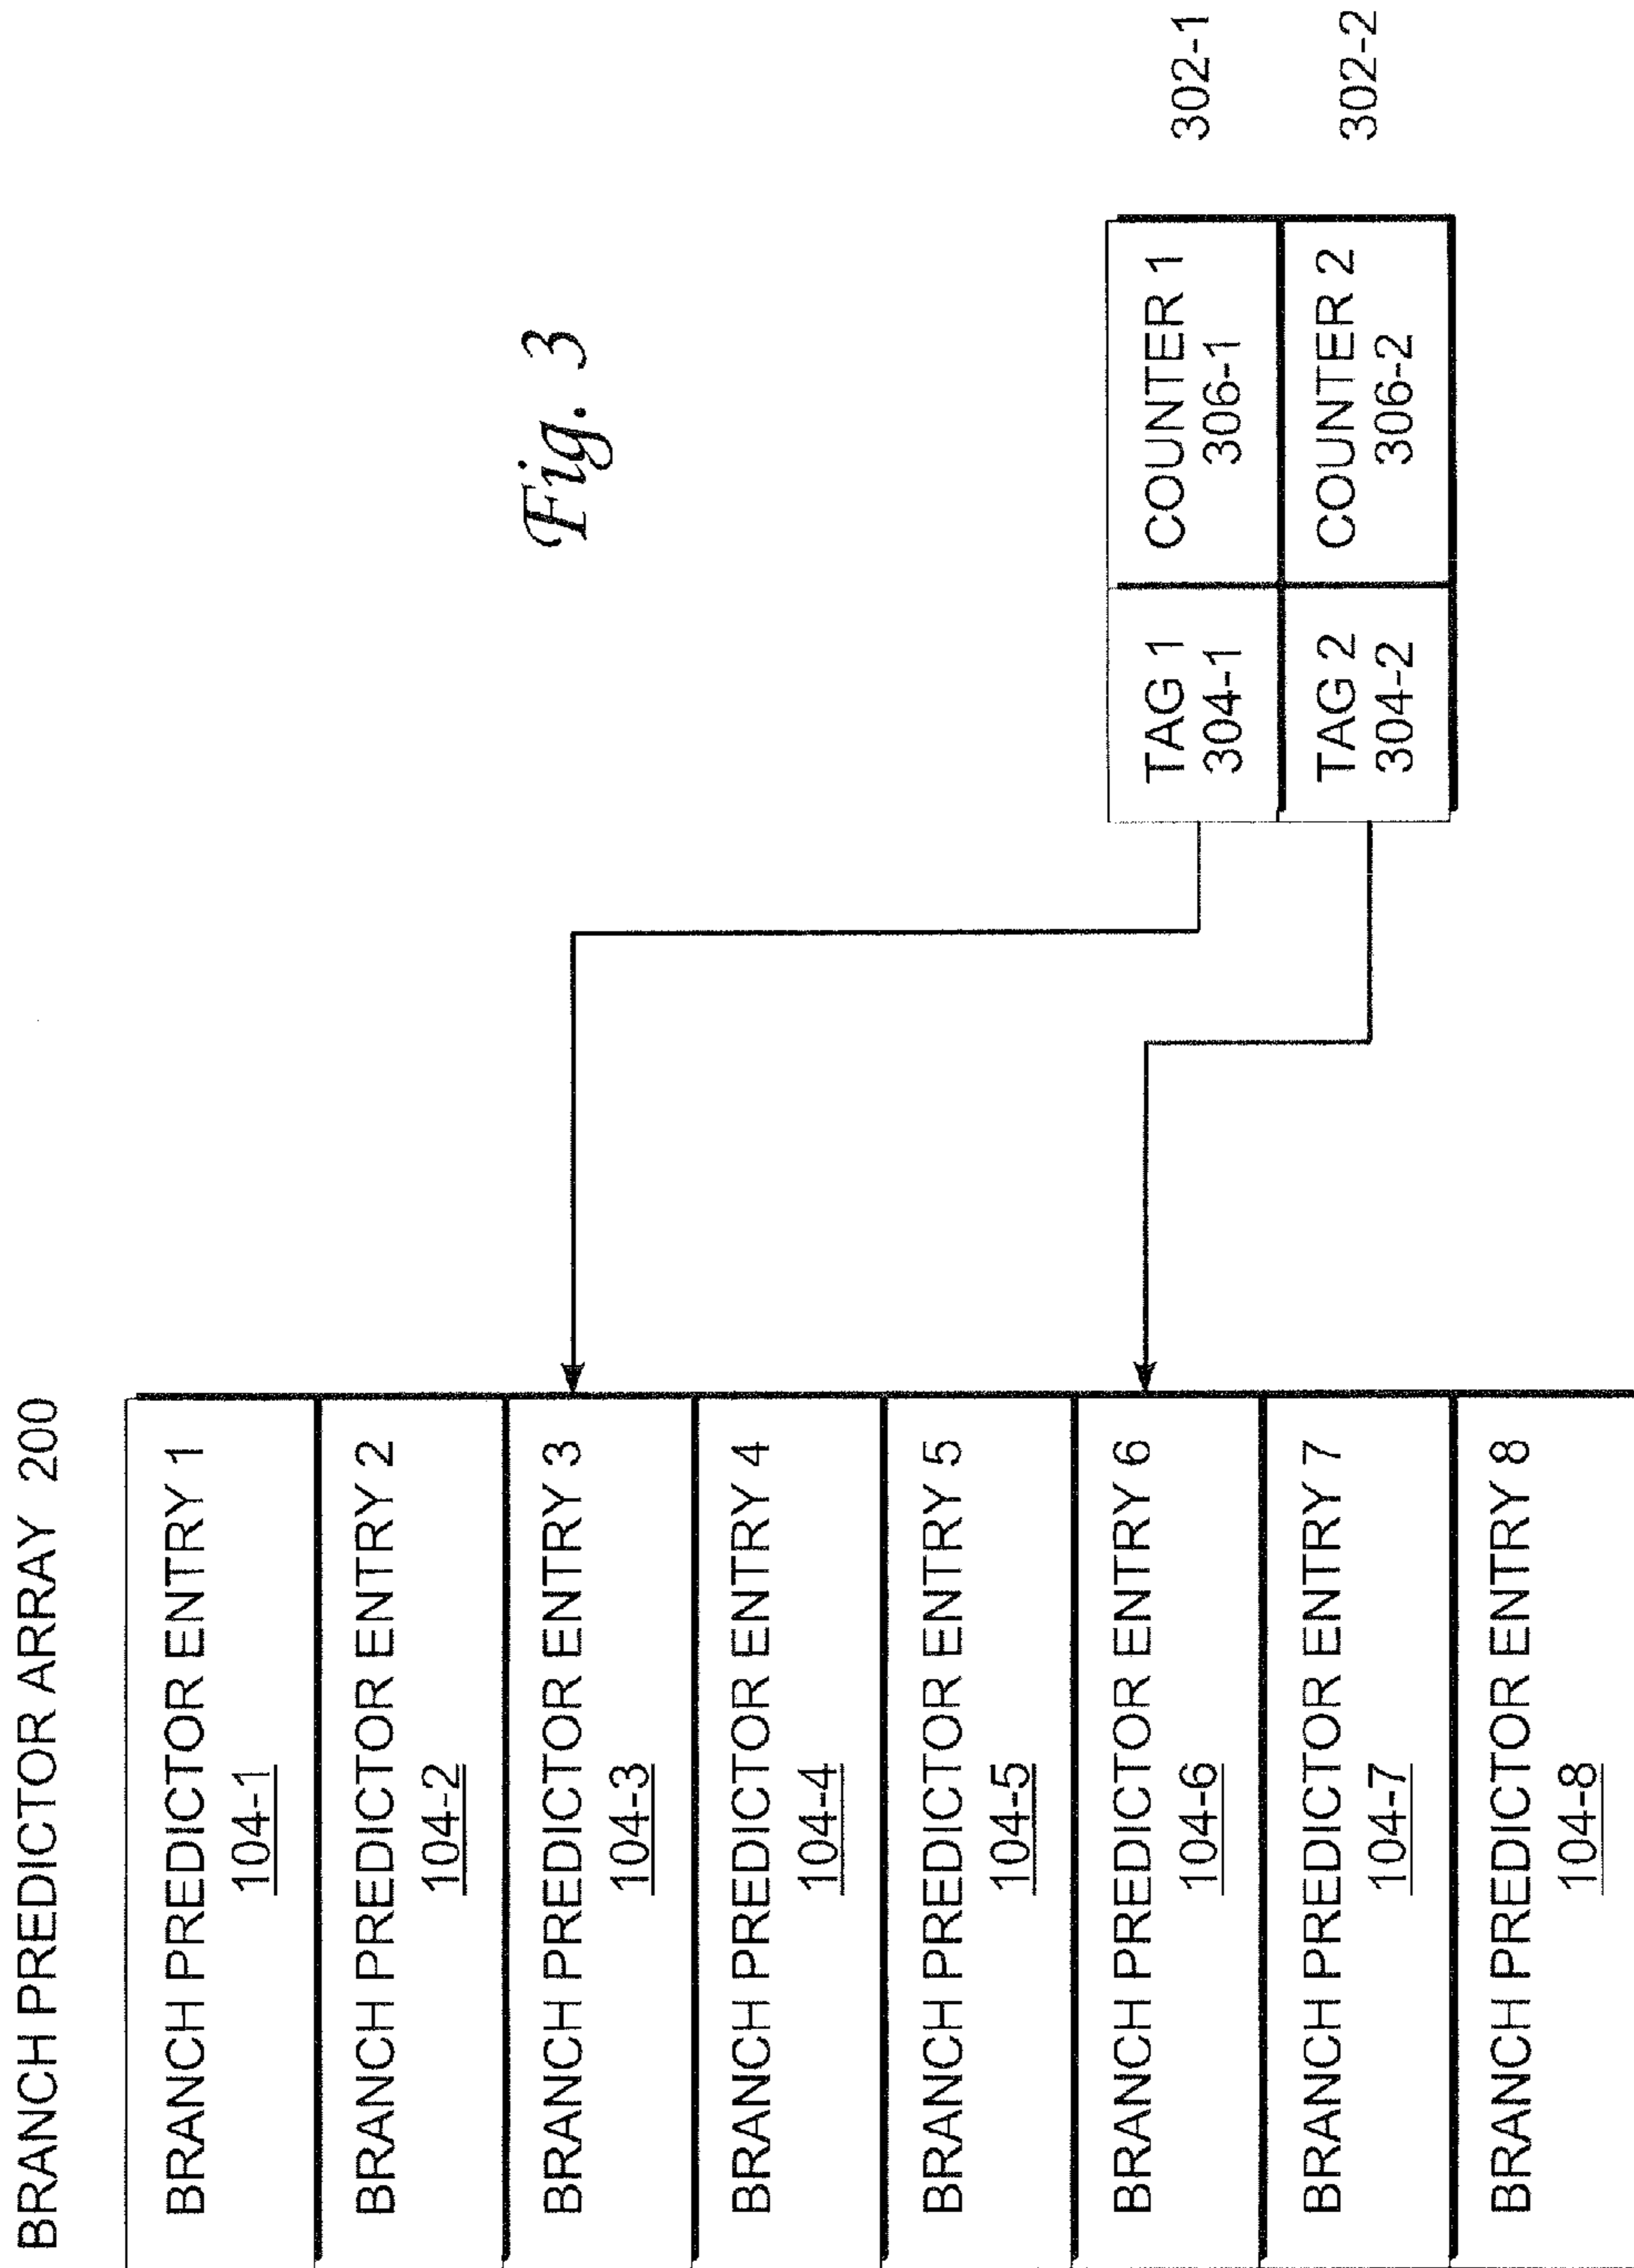 BRANCH PREDICTOR ARRAY 200
BRANCH PREDICTOR ENTRY 1
104-1
BRANCH PREDICTOR ENTRY 2
104-2
BRANCH PREDICTOR ENTRY 3
104-3
BRANCH PREDICTOR ENTRY 4
104-4
BRANCH PREDICTOR ENTRY 5
104-5
BRANCH PREDICTOR ENTRY 6
104-6
BRANCH PREDICTOR ENTRY 7
104-7
BRANCH PREDICTOR ENTRY 8
104-8
Fig. 3
TAG 1
304-1
COUNTER 1
306-1
302-1
TAG 2
304-2
COUNTER 2
306-2
302-2